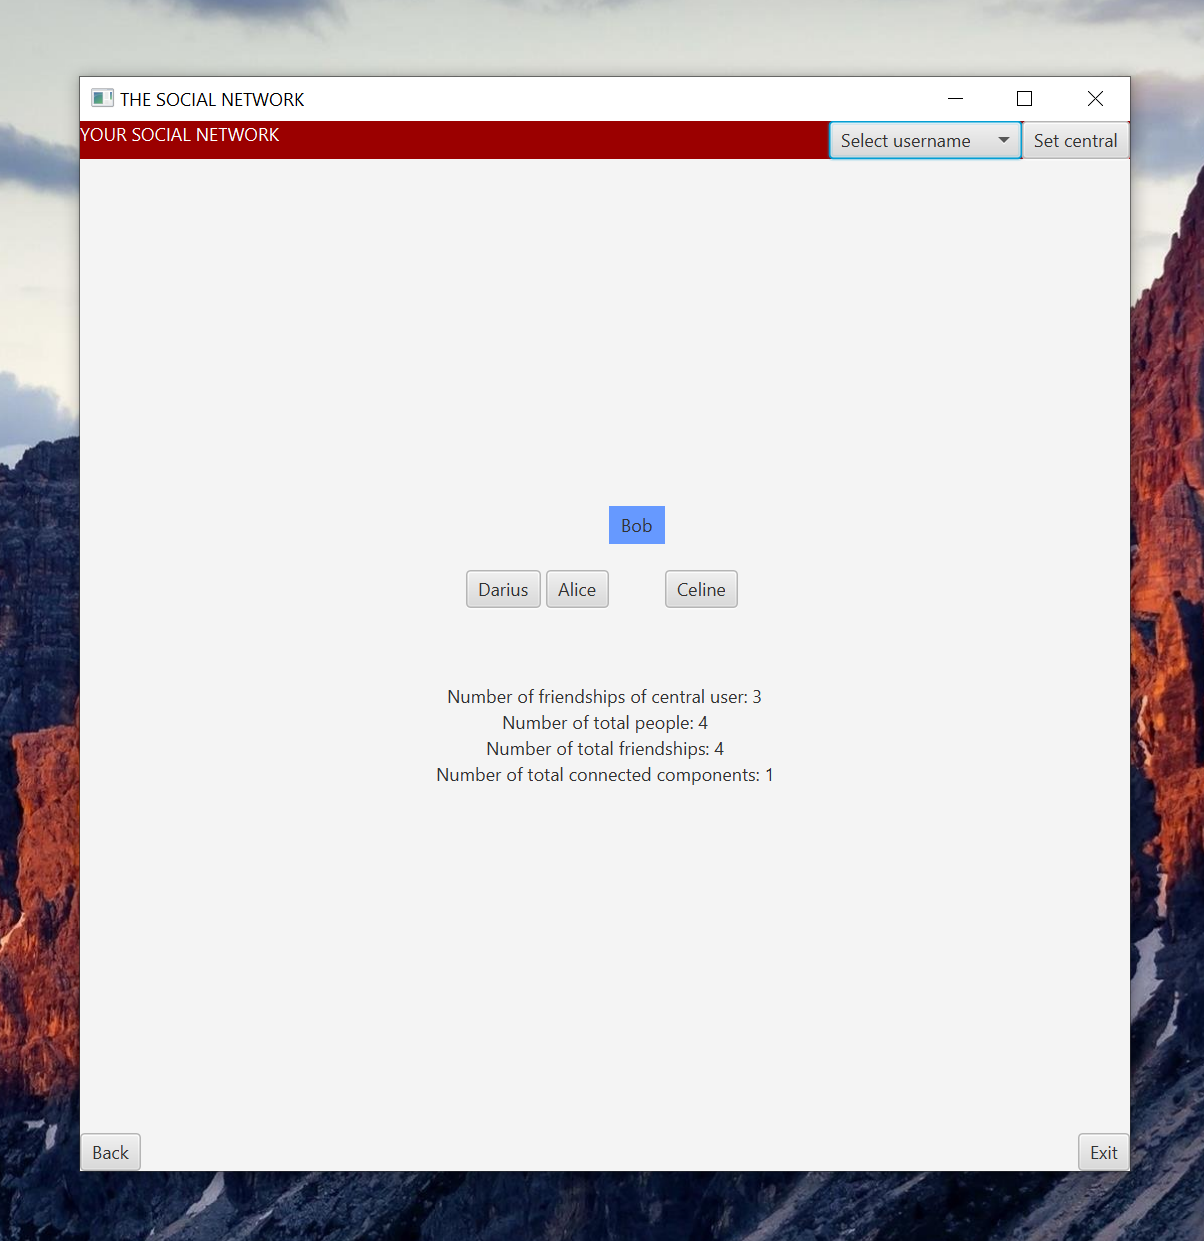 THE SOCIAL NETWORK
YOUR SOCIAL NETWORK
Select username
Set central
Bob
Darius
Alice
Celine
Number of friendships of central user: 3
Number of total people: 4
Number of total friendships: 4
Number of total connected components: 1
Back
Exit